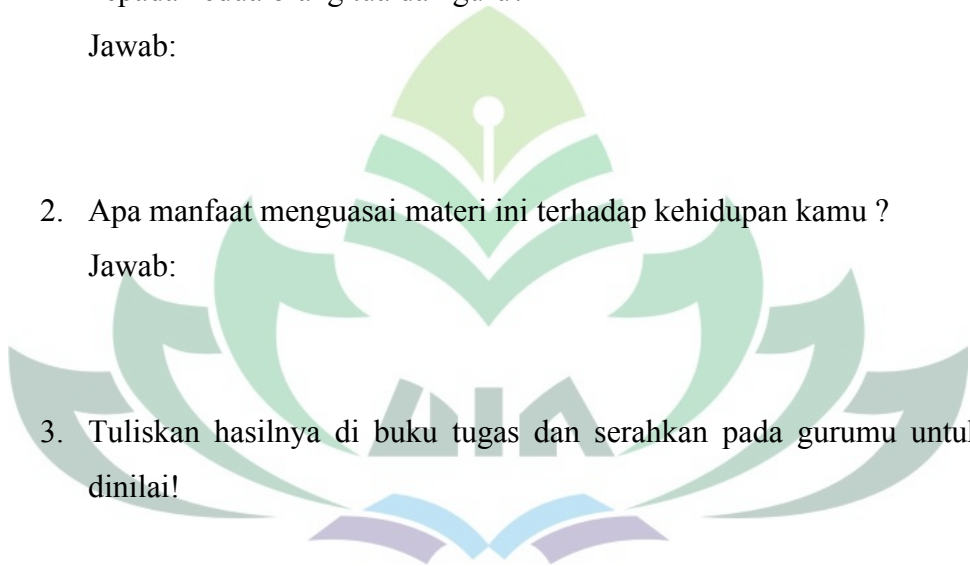 Jawab:
2. Apa manfaat menguasai materi ini terhadap kehidupan kamu ?
Jawab:
3. Tuliskan hasilnya di buku tugas dan serahkan pada gurumu untuk
dinilai!
UIN